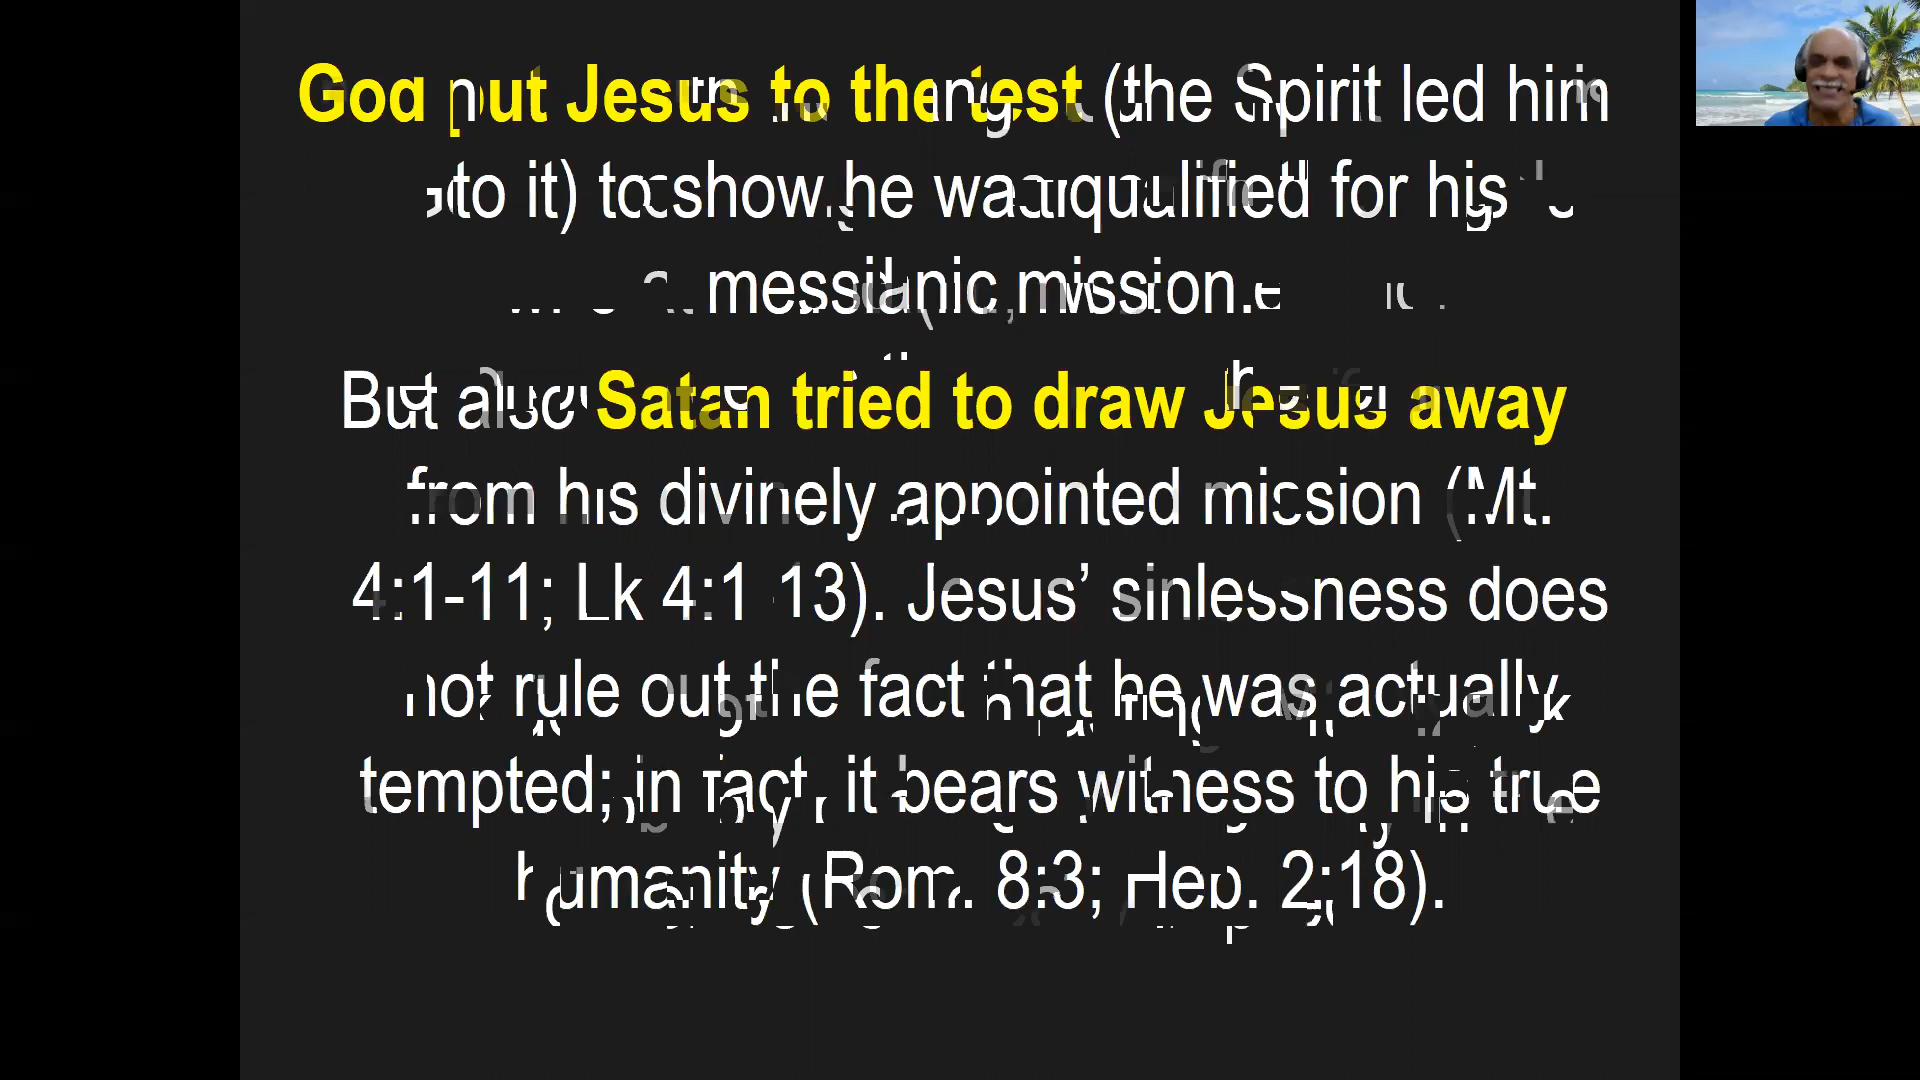 God put Jesus to the test (the Spirit led him
to it) to show he was qualified for his
messianic mission.
But also Satan tried to draw Jesus away
from his divinely appointed mission (Mt.
4:1-11; Lk 4:1-13). Jesus’ sinlessness does
not rule out the fact that he was actually
tempted; in fact, it bears witness to his true
humanity (Rom. 8:3; Heb. 2:18).